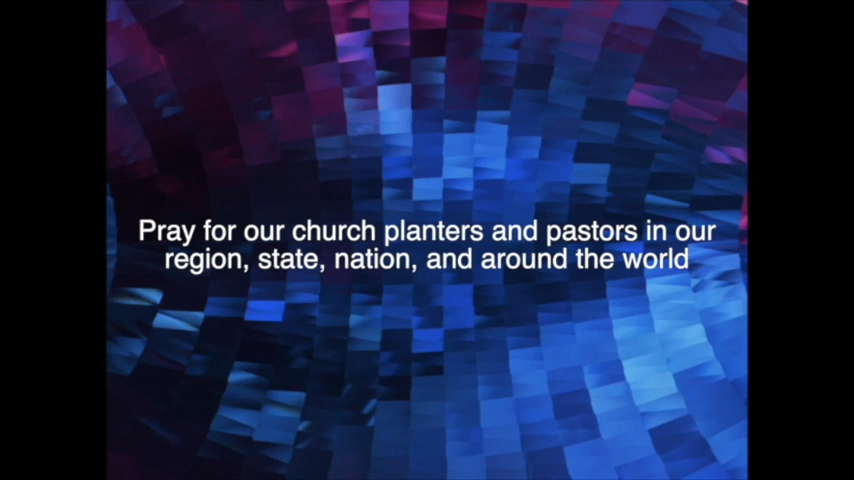 Pray for our church planters and pastors in our
region, state, nation, and around the world